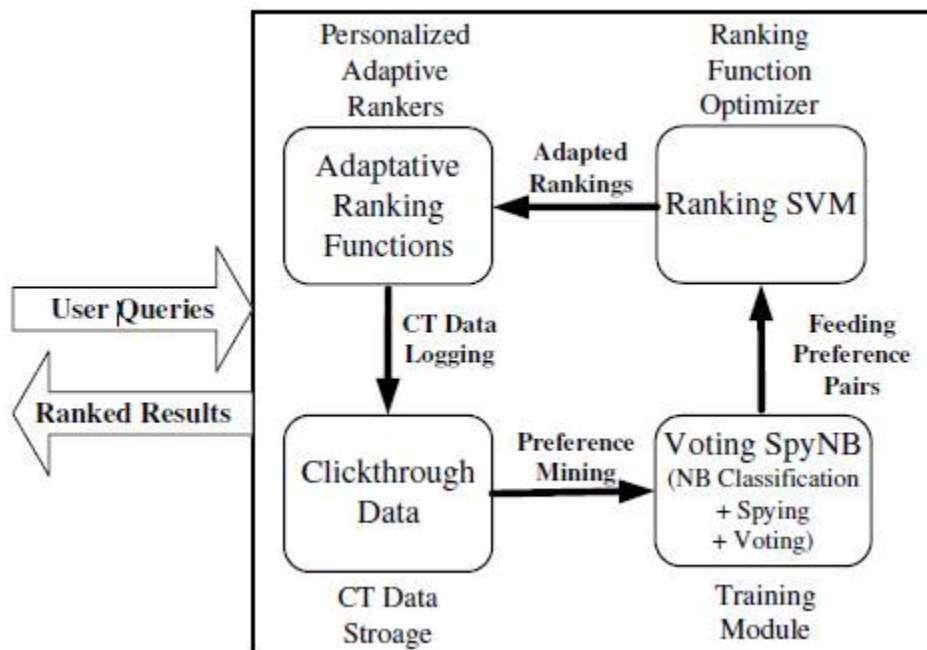 Personalized
Adaptive
Rankers
Ranking
Function
Optimizer
Adaptative
Ranking
Functions
Adapted
Rankings
Ranking SVM
User Queries
CT Data
Logging
Feeding
Preference
Pairs
Ranked Results
Clickthrough
Data
Preference
Mining
Voting SpyNB
(NB Classification
+ Spying
+ Voting)
CT Data
Stroage
Training
Module